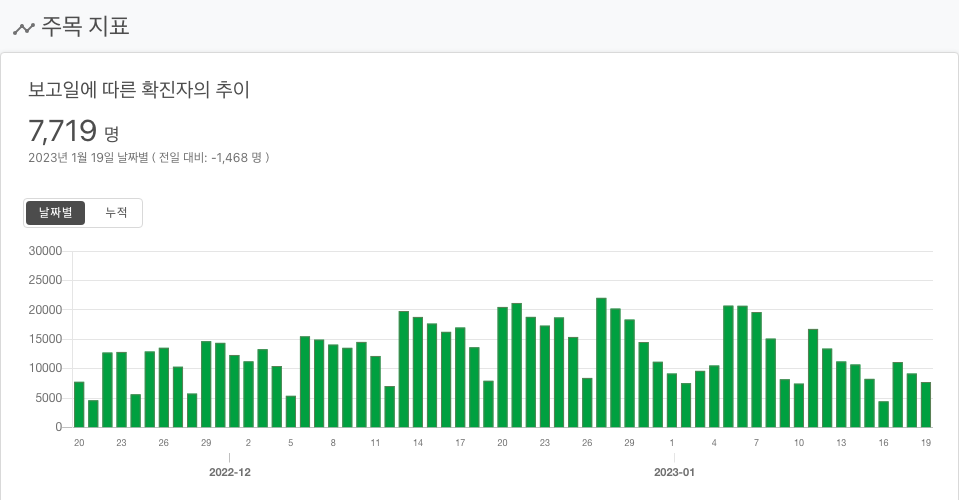 주목 지표
보고일에 따른 확진자의 추이
7,719 명
2023년 1월 19일 날짜별 ( 전일 대비: -1,468 명 )
날짜별 누적
30000
25000
20000
15000
10000
5000
0
20 23 26 29 2 5 8 11 14 17 20 23 26 29 1 4 7 10 13 16 19
2022-12 2023-01